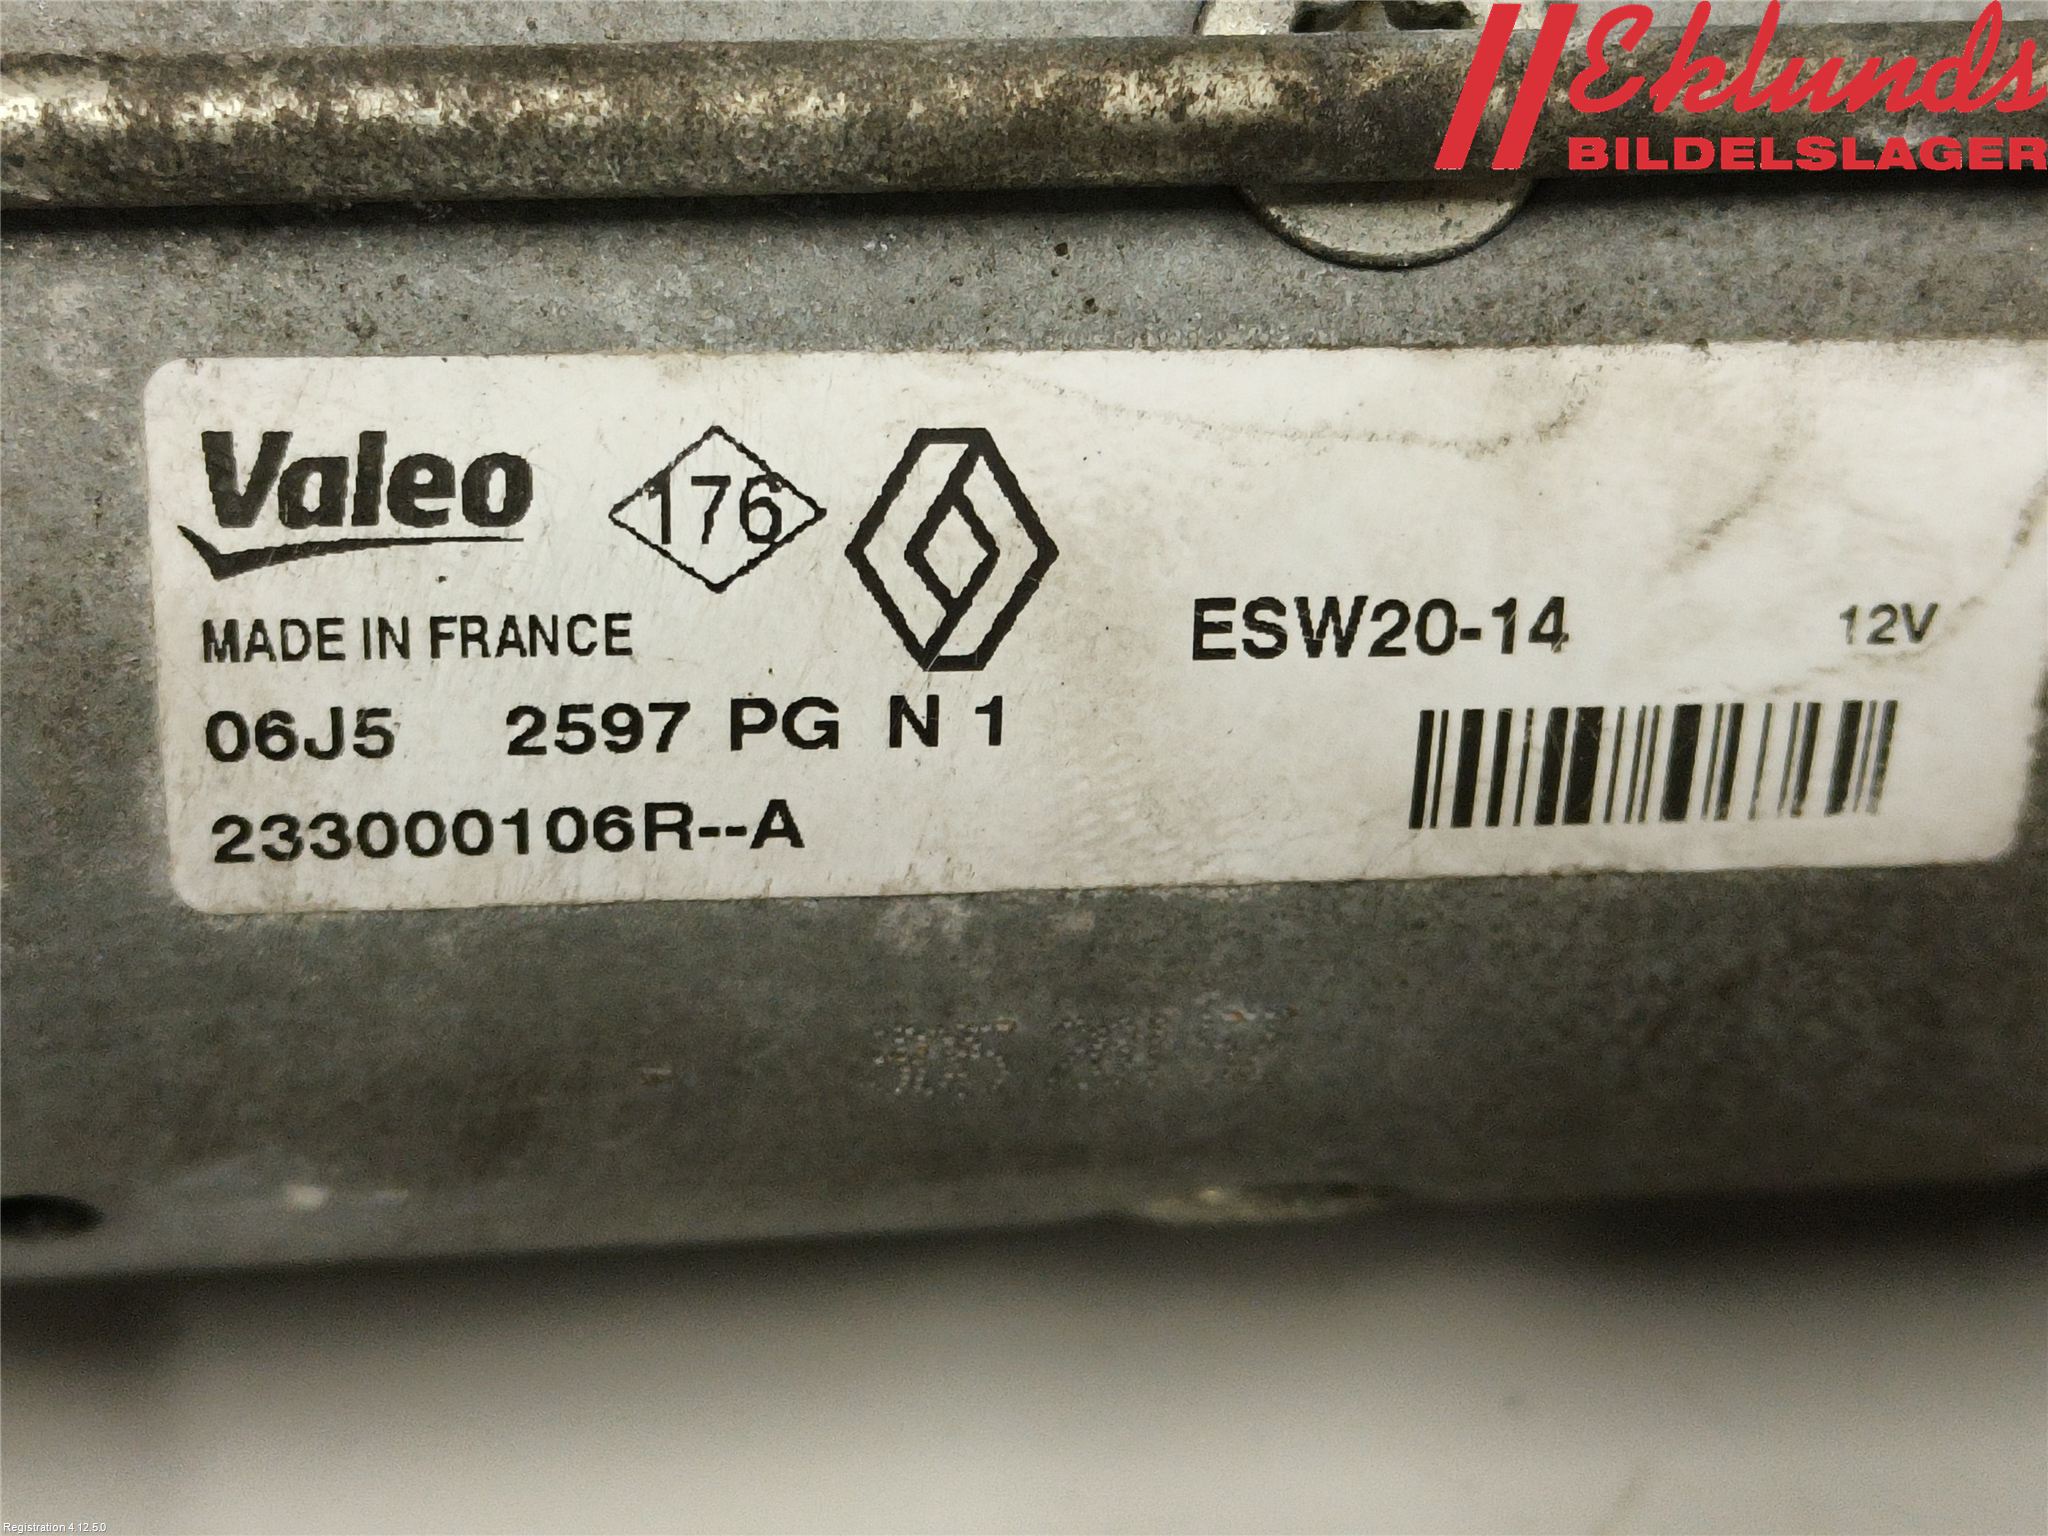 Eklunds
BILDELSLAGER
Valeo
176
MADE IN FRANCE
ESW20-14 12V
06J5 2597 PG N 1
233000106R--A
Registration 4.12.5.0